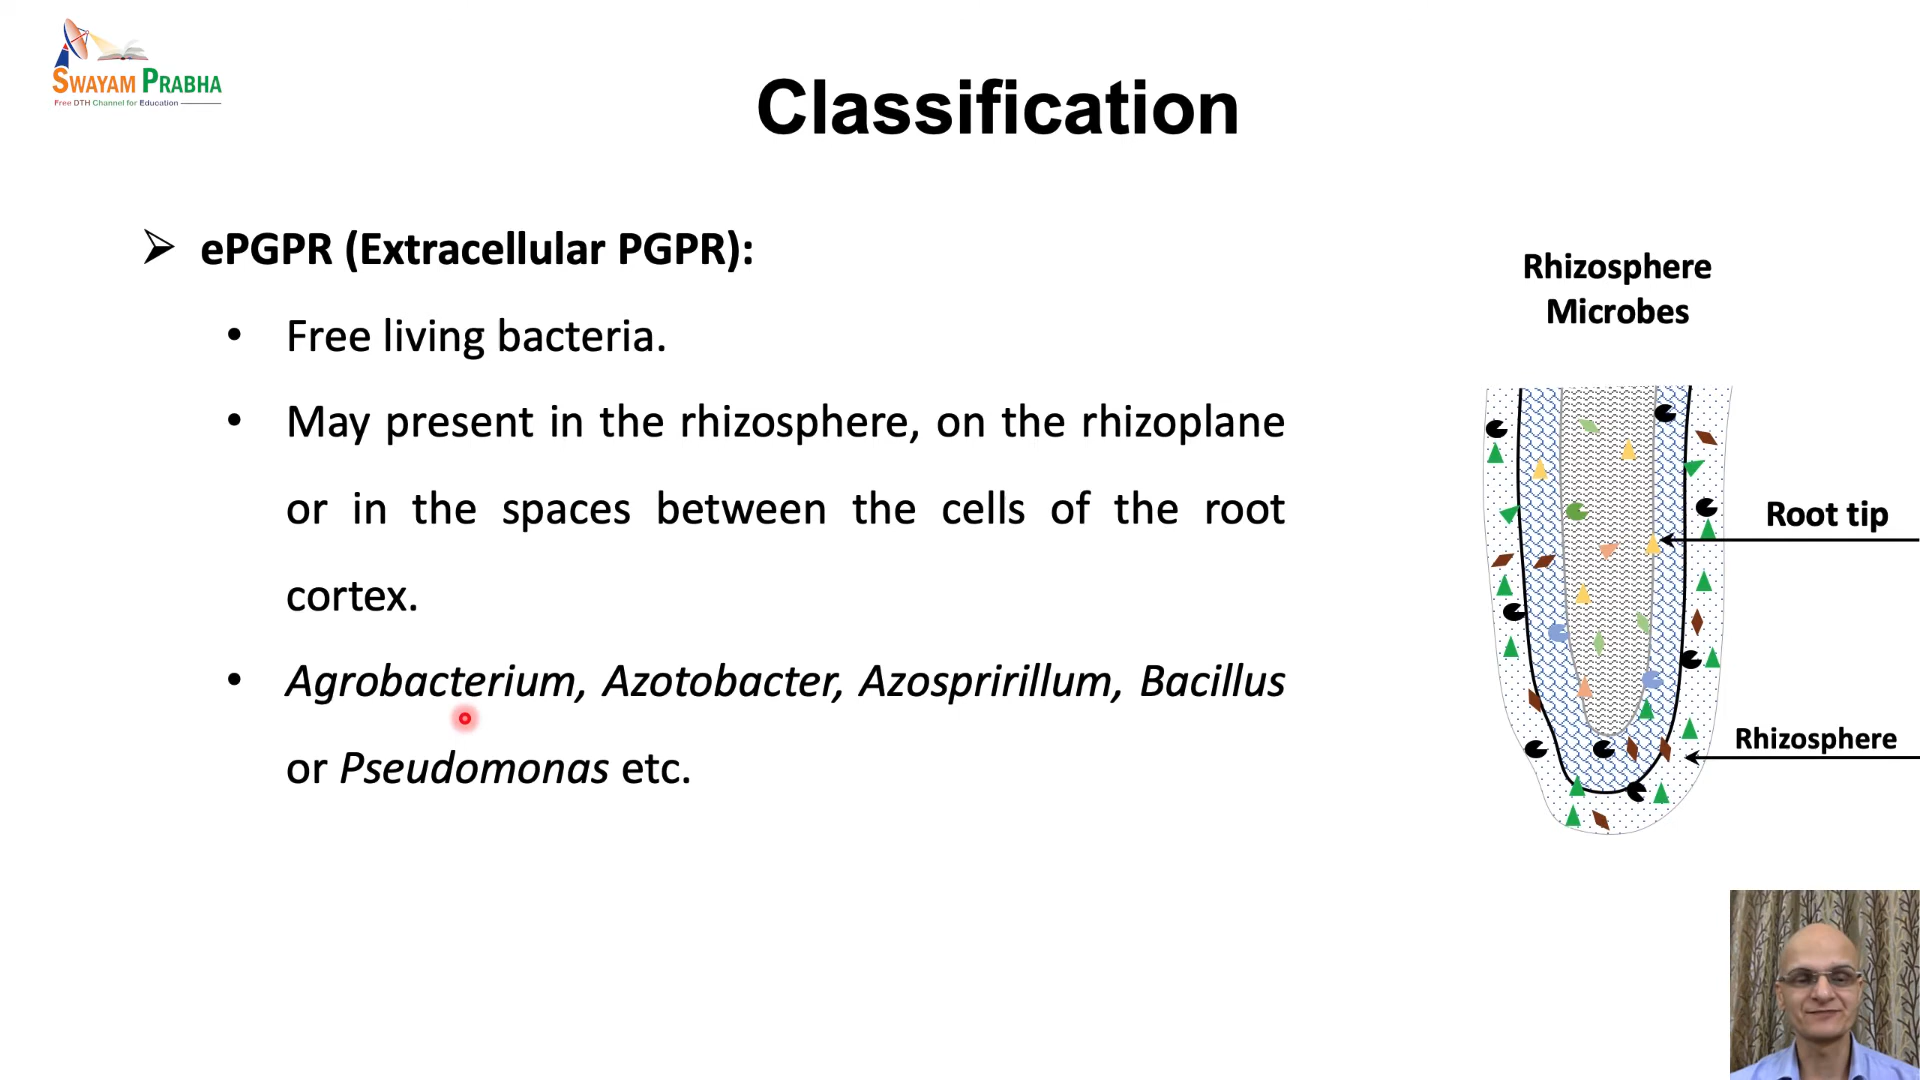 SWAYAM PRABHA
Free DTH Channel for Education
Classification
ePGPR (Extracellular PGPR):
• Free living bacteria.
• May present in the rhizosphere, on the rhizoplane
or in the spaces between the cells of the root
cortex.
• Agrobacterium, Azotobacter, Azospririllum, Bacillus
or Pseudomonas etc.
Rhizosphere
Microbes
Root tip
Rhizosphere